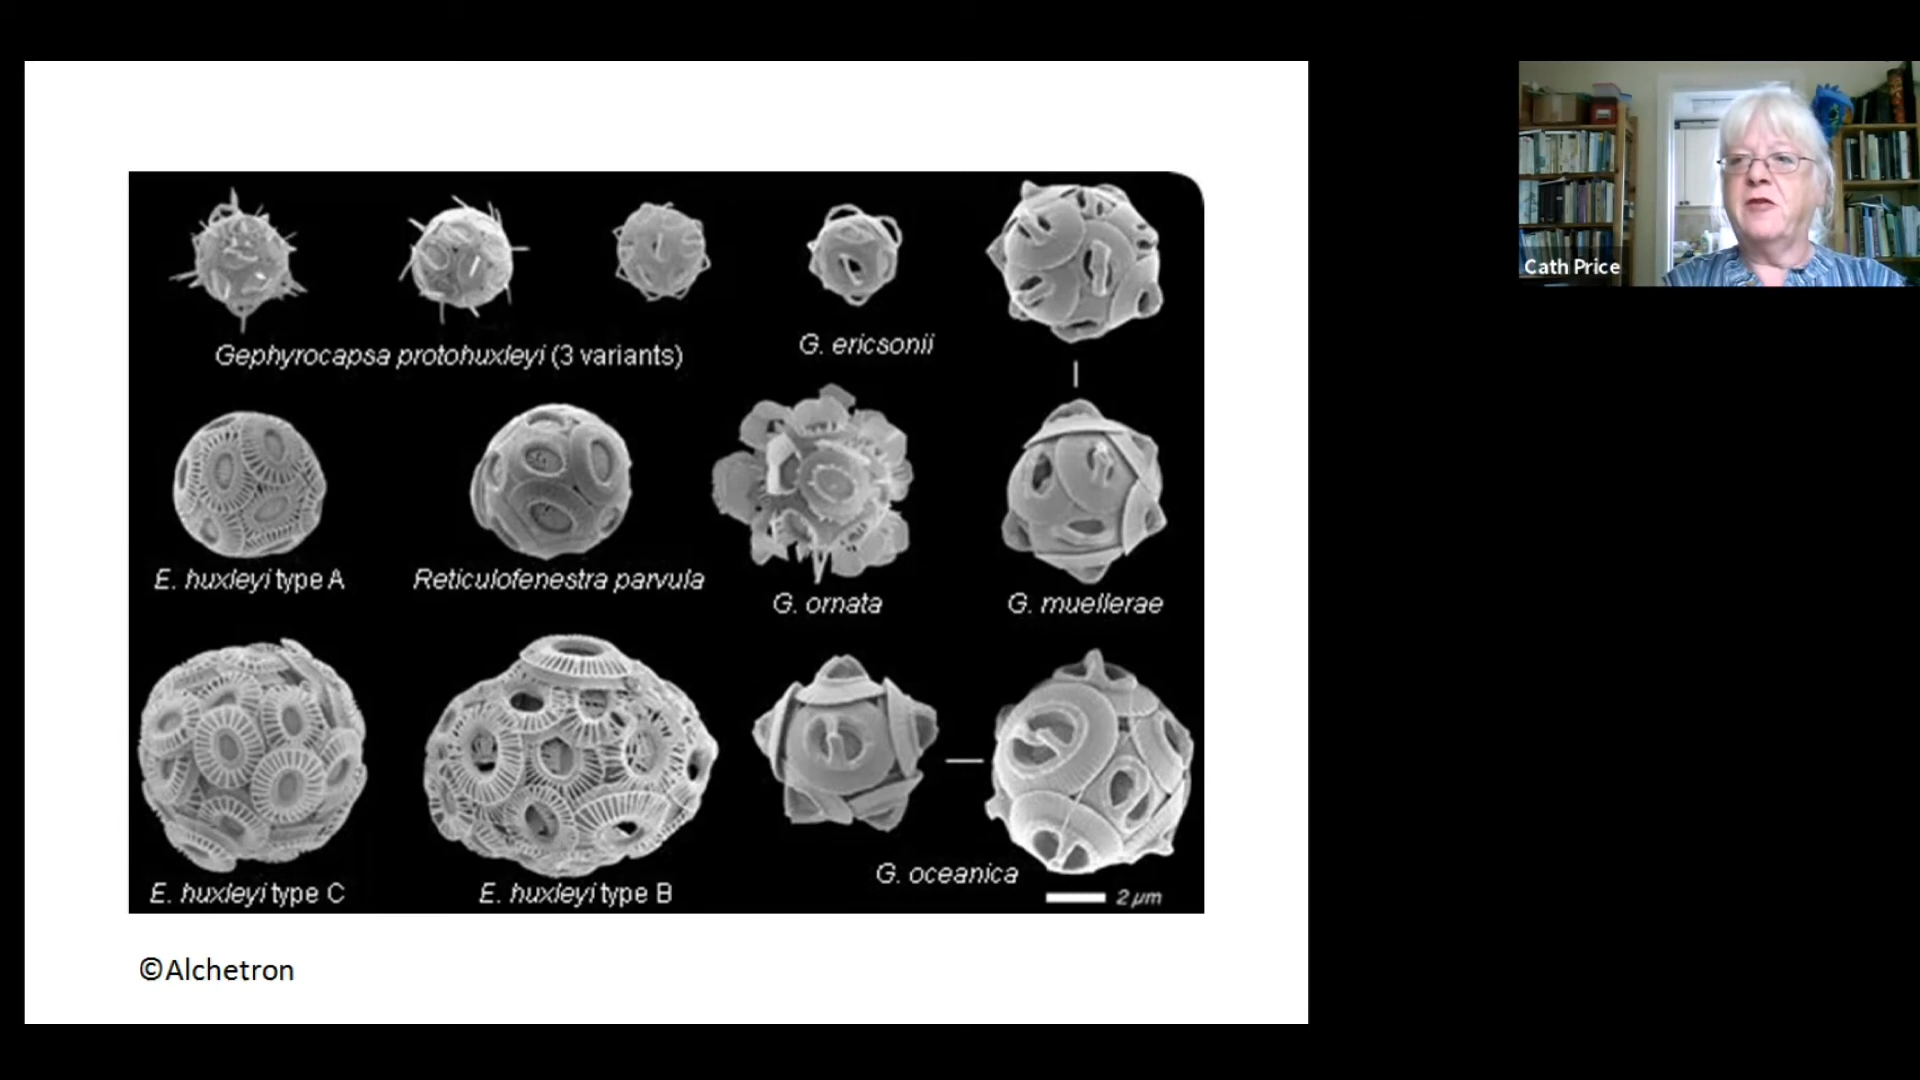 Gephyrocapsa protohuxleyi (3 variants)
G. ericsonii
E. huxleyi type A
Reticulofenestra parvula
G. ornata
G. muellerae
E. huxleyi type C
E. huxleyi type B
G. oceanica
2 µm
©Alchetron
Cath Price